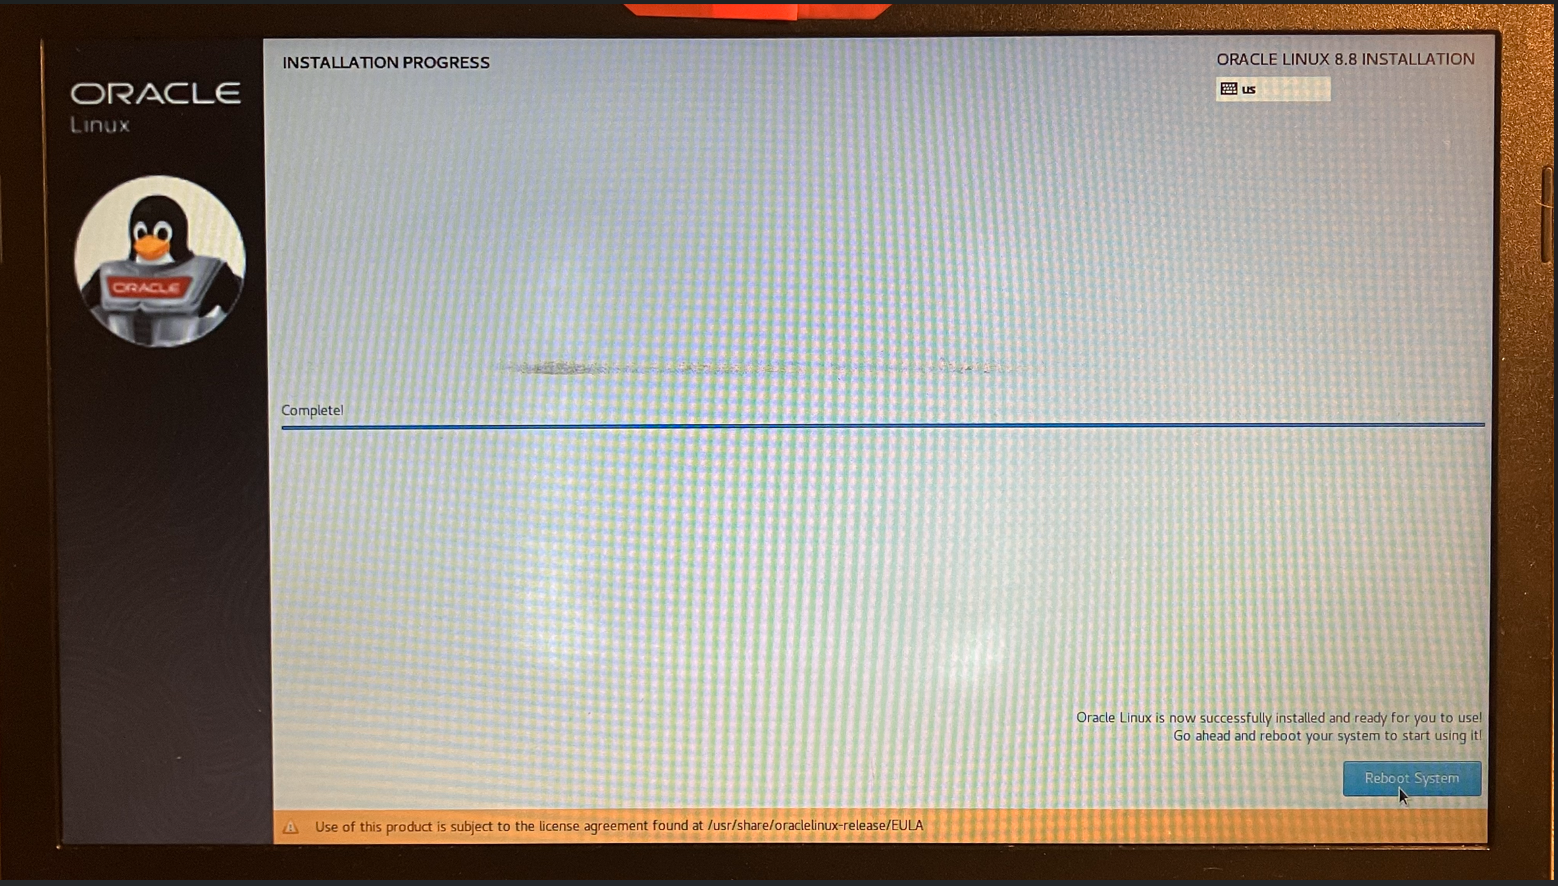 ORACLE
Linux
ORACLE
INSTALLATION PROGRESS
ORACLE LINUX 8.8 INSTALLATION
us
Complete!
Oracle Linux is now successfully installed and ready for you to use!
Go ahead and reboot your system to start using it!
Reboot System
Use of this product is subject to the license agreement found at /usr/share/oraclelinux-release/EULA